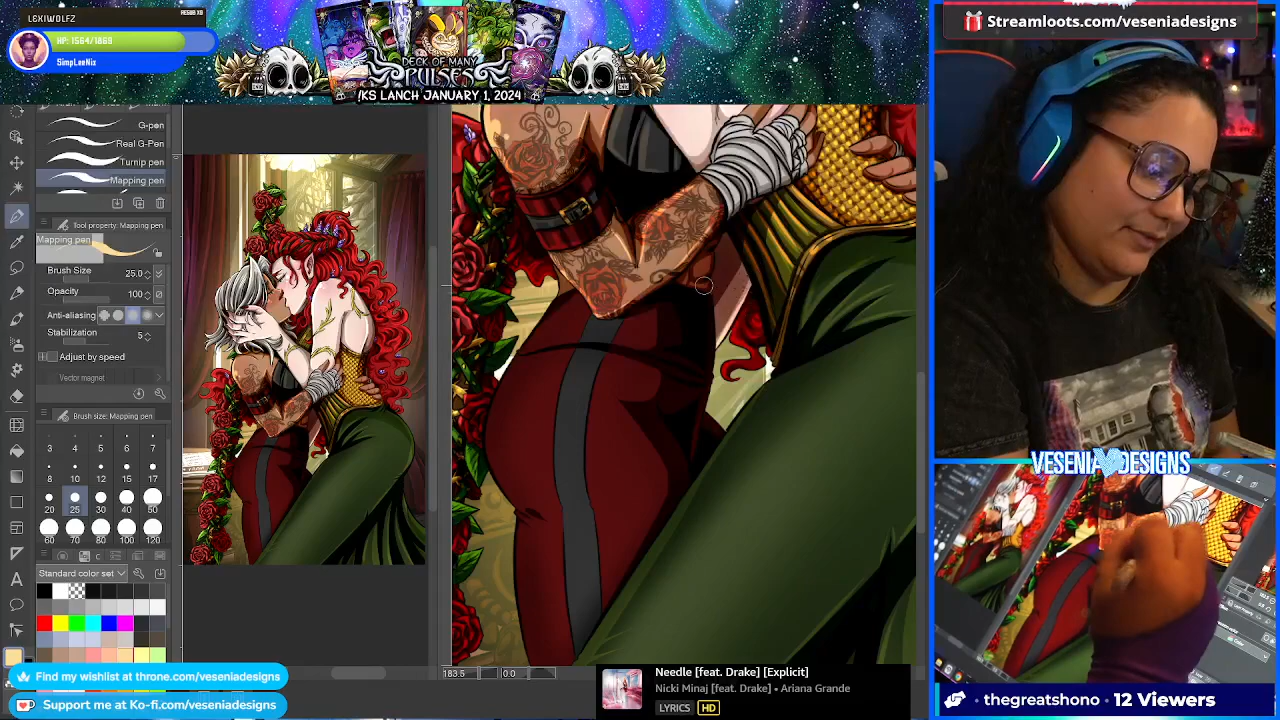 LEXIWOLFZ
HP: 1564/1869
SimpLeeNiz
DECK OF MANY
PULSES
!KS LANCH JANUARY 1, 2024
Streamloots.com/veseniadesigns
G-pen
Real G-Pen
Turnip pen
Mapping pen
Tool property: Mapping pen
Mapping pen
Brush Size 25.0
Opacity 100
Anti-aliasing
Stabilization 5
Adjust by speed
Vector magnet
Brush size: Mapping pen
3 4 5 6 7
8 10 12 15 17
20 25 30 40 50
60 70 80 100 120
Standard color set
183.5 0.0
Find my wishlist at throne.com/veseniadesigns
Support me at Ko-fi.com/veseniadesigns
Needle [feat. Drake] [Explicit]
Nicki Minaj [feat. Drake] • Ariana Grande
LYRICS HD
VESENIA DESIGNS
thegreatshono • 12 Viewers